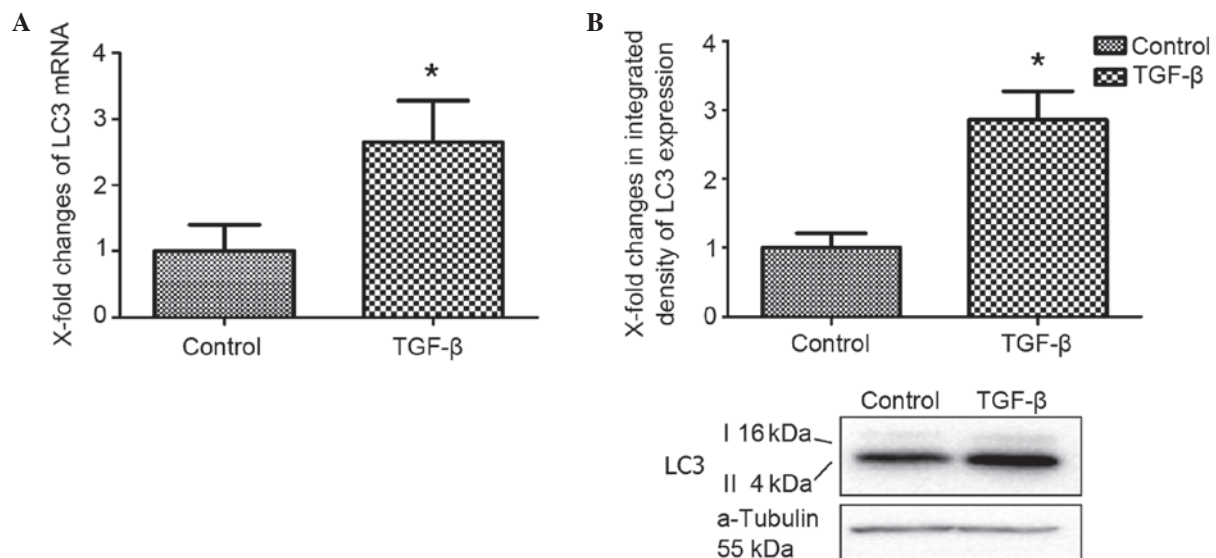 A
X-fold changes of LC3 mRNA
4
3
2
1
0
*
Control
TGF-β
B
X-fold changes in integrated
density of LC3 expression
4
3
2
1
0
*
Control
TGF-β
Control
TGF-β
Control TGF-β
I 16 kDa
LC3
II 4 kDa
a-Tubulin
55 kDa